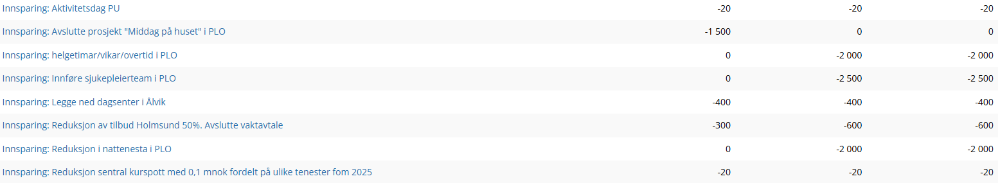 Innsparing: Aktivitetsdag PU -20 -20 -20
Innsparing: Avslutte prosjekt "Middag på huset" i PLO -1 500 0 0
Innsparing: helgetimar/vikar/overtid i PLO 0 -2 000 -2 000
Innsparing: Innføre sjukepleierteam i PLO 0 -2 500 -2 500
Innsparing: Legge ned dagsenter i Ålvik -400 -400 -400
Innsparing: Reduksjon av tilbud Holmsund 50%. Avslutte vaktavtale -300 -600 -600
Innsparing: Reduksjon i nattenesta i PLO 0 -2 000 -2 000
Innsparing: Reduksjon sentral kurspott med 0,1 mnok fordelt på ulike tenester fom 2025 -20 -20 -20